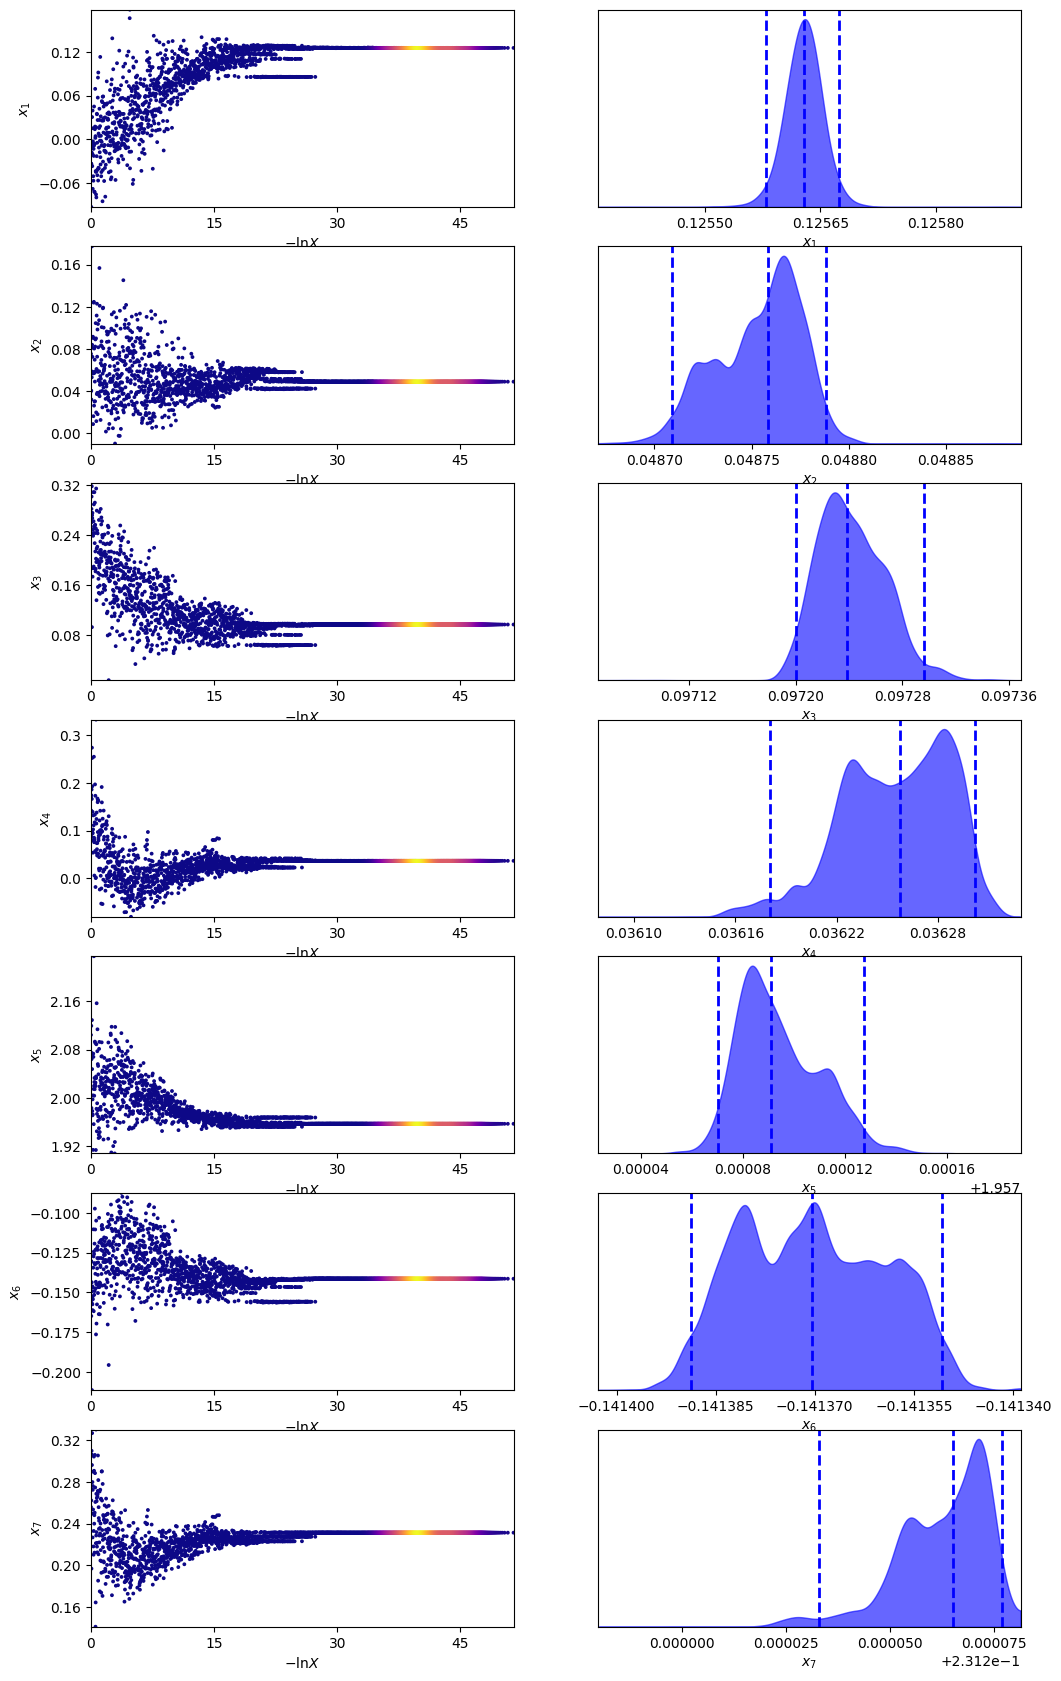 0.12
0.06
0.00
−0.06
x₁
0 15 30 45
−lnX
0.12550 0.12565 0.12580
x₁
0.16
0.12
0.08
0.04
0.00
x₂
0 15 30 45
−lnX
0.04870 0.04875 0.04880 0.04885
x₂
0.32
0.24
0.16
0.08
x₃
0 15 30 45
−lnX
0.09712 0.09720 0.09728 0.09736
x₃
0.3
0.2
0.1
0.0
x₄
0 15 30 45
−lnX
0.03610 0.03616 0.03622 0.03628
x₄
2.16
2.08
2.00
1.92
x₅
0 15 30 45
−lnX
0.00004 0.00008 0.00012 0.00016
x₅
+1.957
−0.100
−0.125
−0.150
−0.175
−0.200
x₆
0 15 30 45
−lnX
−0.141400 −0.141385 −0.141370 −0.141355 −0.141340
x₆
0.32
0.28
0.24
0.20
0.16
x₇
0 15 30 45
−lnX
0.000000 0.000025 0.000050 0.000075
x₇
+2.312e−1